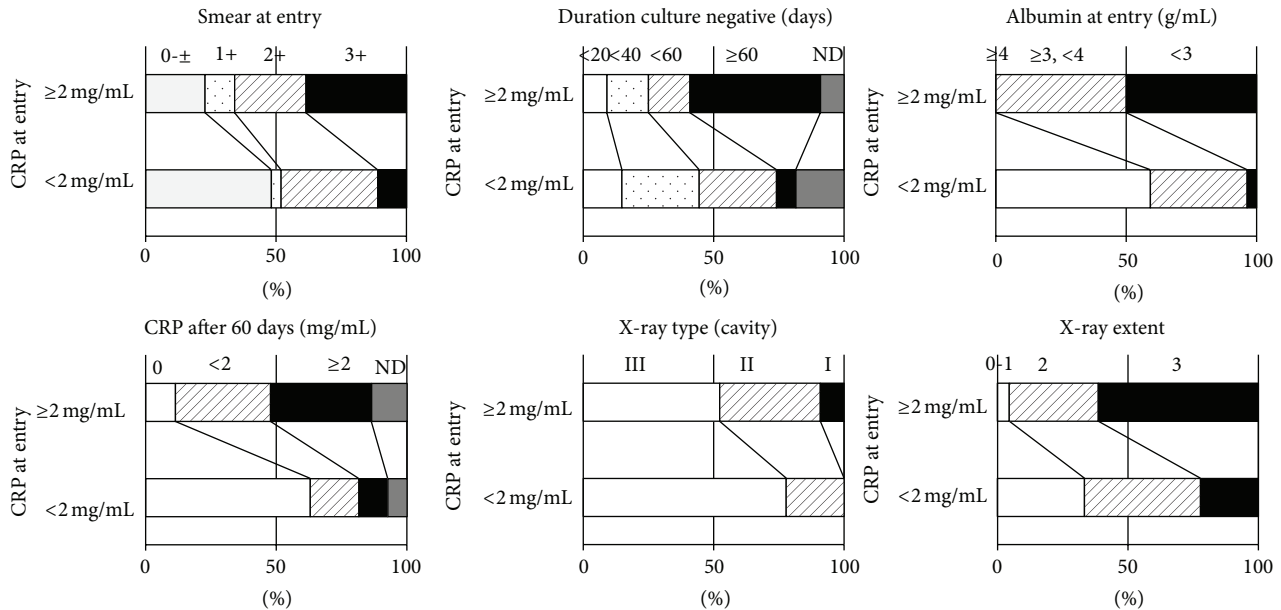 Smear at entry
0-± 1+ 2+ 3+
CRP at entry
≥2 mg/mL
<2 mg/mL
0 50 100
(%)
Duration culture negative (days)
<20 <40 <60 ≥60 ND
CRP at entry
≥2 mg/mL
<2 mg/mL
0 50 100
(%)
Albumin at entry (g/mL)
≥4 ≥3, <4 <3
CRP at entry
≥2 mg/mL
<2 mg/mL
0 50 100
(%)
CRP after 60 days (mg/mL)
0 <2 ≥2 ND
CRP at entry
≥2 mg/mL
<2 mg/mL
0 50 100
(%)
X-ray type (cavity)
III II I
CRP at entry
≥2 mg/mL
<2 mg/mL
0 50 100
(%)
X-ray extent
0-1 2 3
CRP at entry
≥2 mg/mL
<2 mg/mL
0 50 100
(%)